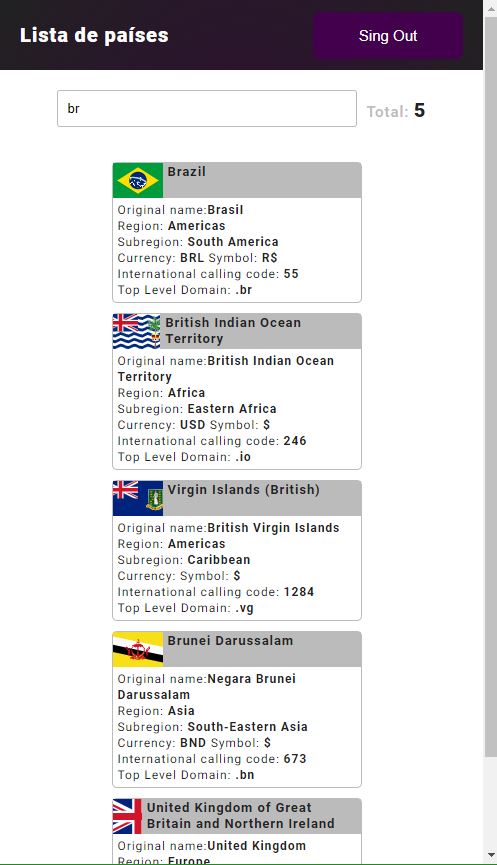 Lista de países
Sing Out
br
Total: 5
Brazil
Original name:Brasil
Region: Americas
Subregion: South America
Currency: BRL Symbol: R$
International calling code: 55
Top Level Domain: .br
British Indian Ocean
Territory
Original name:British Indian Ocean
Territory
Region: Africa
Subregion: Eastern Africa
Currency: USD Symbol: $
International calling code: 246
Top Level Domain: .io
Virgin Islands (British)
Original name:British Virgin Islands
Region: Americas
Subregion: Caribbean
Currency: Symbol: $
International calling code: 1284
Top Level Domain: .vg
Brunei Darussalam
Original name:Negara Brunei
Darussalam
Region: Asia
Subregion: South-Eastern Asia
Currency: BND Symbol: $
International calling code: 673
Top Level Domain: .bn
United Kingdom of Great
Britain and Northern Ireland
Original name:United Kingdom
Region: Europe